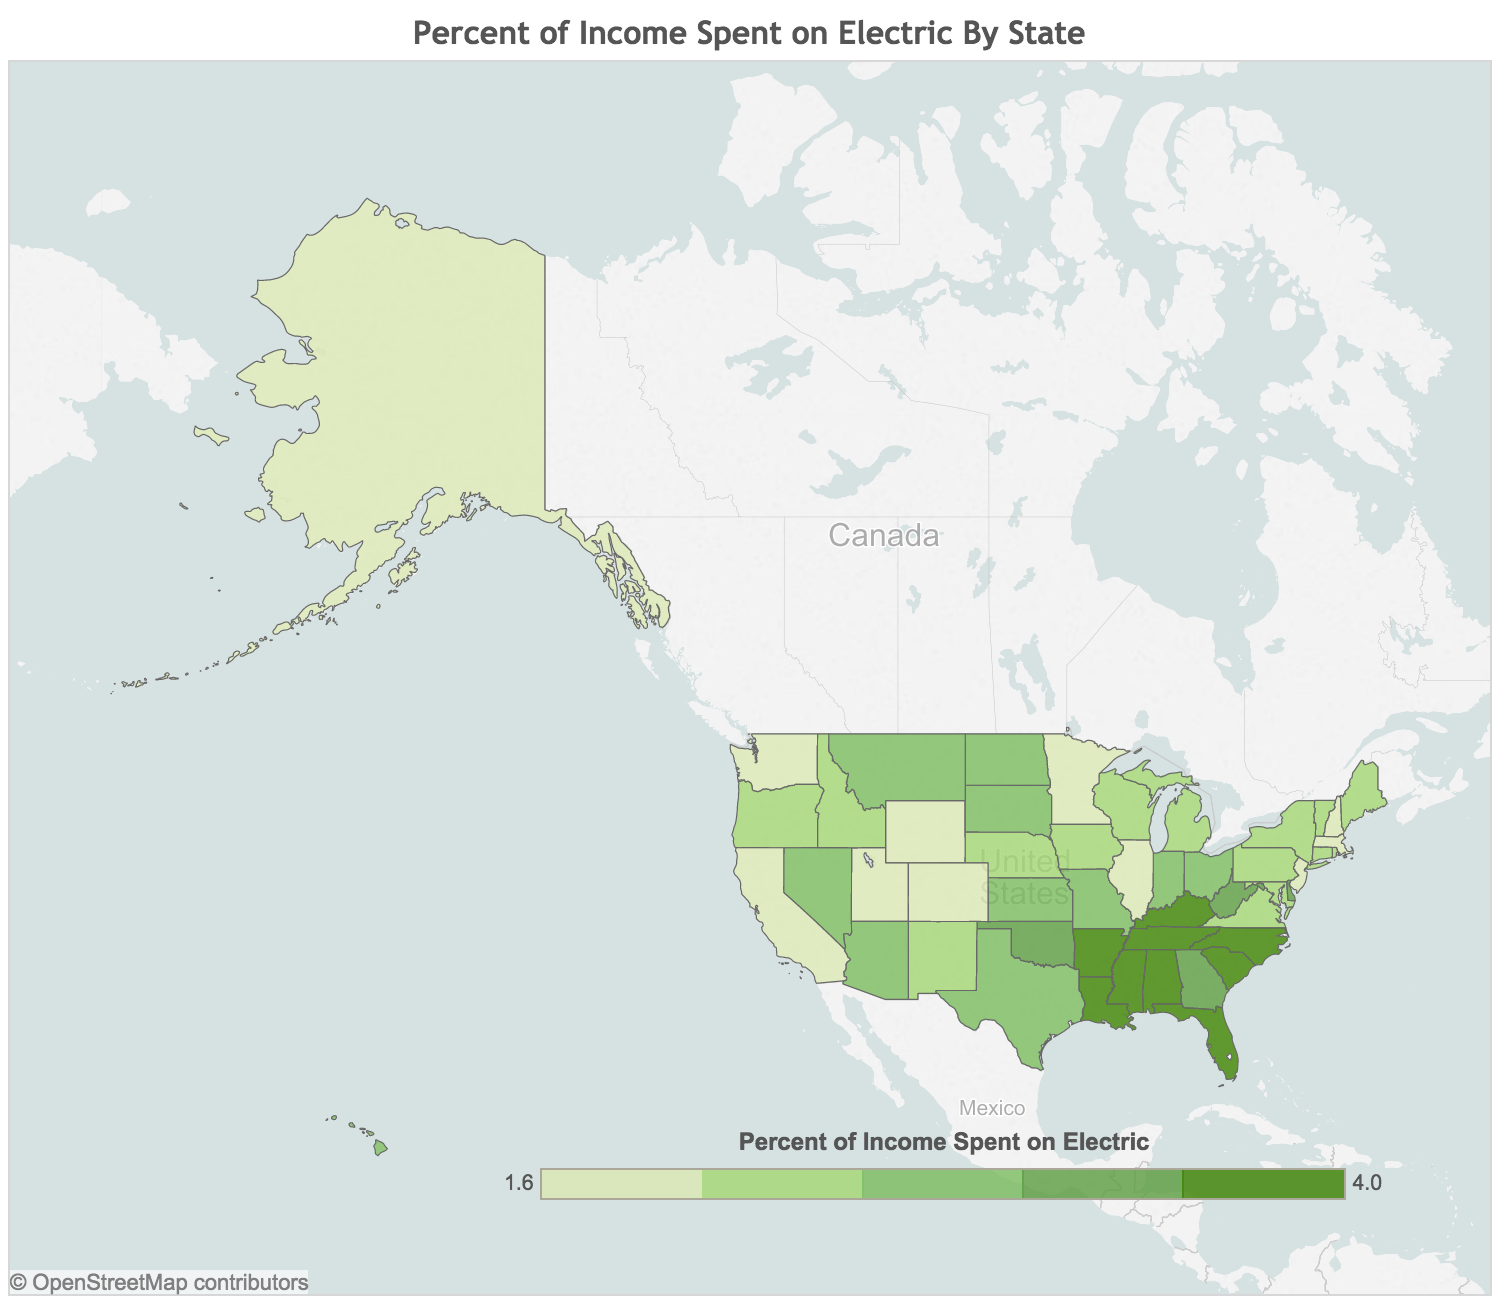 Percent of Income Spent on Electric By State
Canada
United
States
Mexico
Percent of Income Spent on Electric
1.6
4.0
© OpenStreetMap contributors